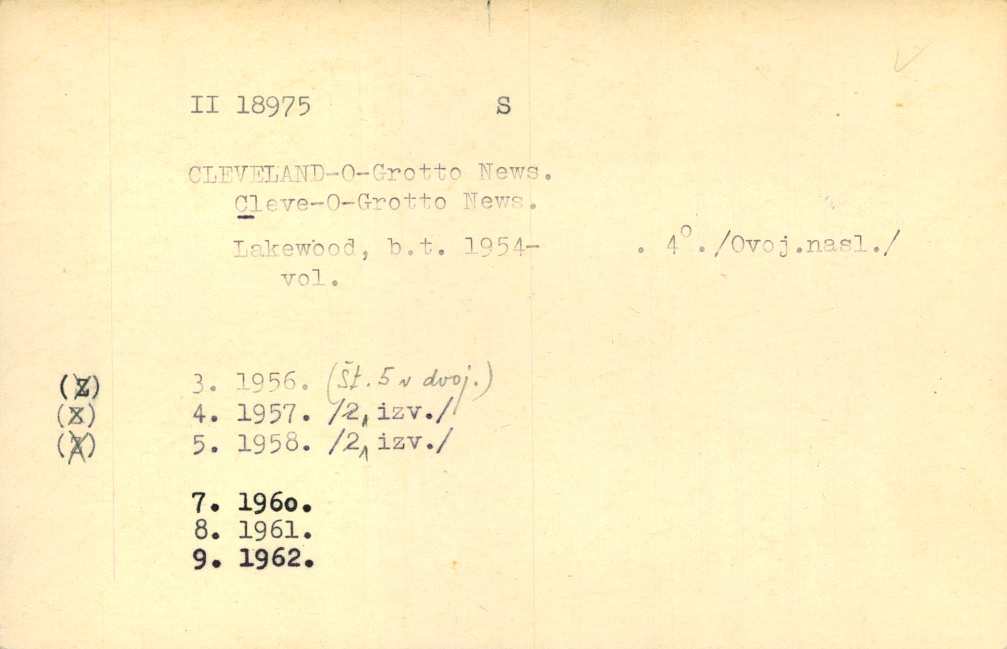 II 18975 S
CLEVELAND-O-Grotto News.
Cleve-O-Grotto News.
Lakewood, b.t. 1954- . 4°./Ovoj.nasl./
vol.
(Z) 3. 1956. (Št. 5 v dvoj.)
(Z) 4. 1957. /2, izv./
(Z) 5. 1958. /2, izv./
7. 1960.
8. 1961.
9. 1962.